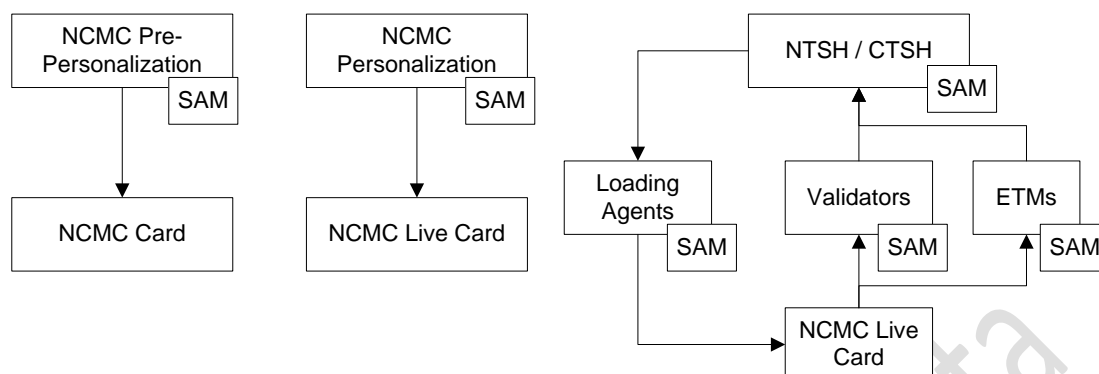 NCMC Pre-
Personalization
SAM
NCMC Card
NCMC
Personalization
SAM
NCMC Live Card
NTSH / CTSH
SAM
Loading
Agents
SAM
Validators
SAM
ETMs
SAM
NCMC Live
Card
ta